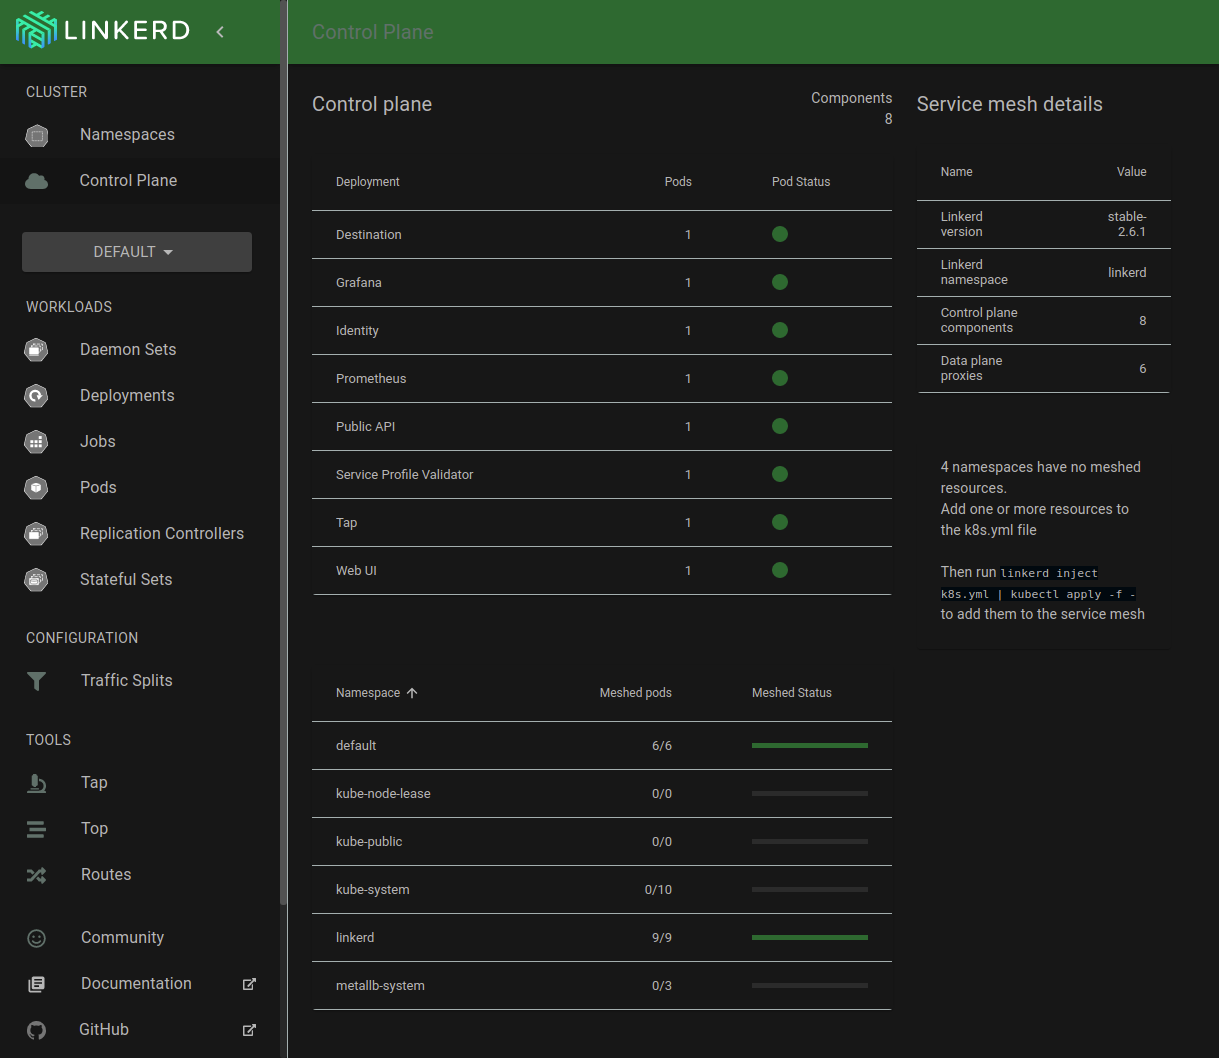 LINKERD
CLUSTER
Namespaces
Control Plane
DEFAULT
WORKLOADS
Daemon Sets
Deployments
Jobs
Pods
Replication Controllers
Stateful Sets
CONFIGURATION
Traffic Splits
TOOLS
Tap
Top
Routes
Community
Documentation
GitHub
Control Plane
Control plane
Components
8
Deployment Pods Pod Status
Destination 1
Grafana 1
Identity 1
Prometheus 1
Public API 1
Service Profile Validator 1
Tap 1
Web UI 1
Namespace Meshed pods Meshed Status
default 6/6
kube-node-lease 0/0
kube-public 0/0
kube-system 0/10
linkerd 9/9
metallb-system 0/3
Service mesh details
Name Value
Linkerd version stable-2.6.1
Linkerd namespace linkerd
Control plane components 8
Data plane proxies 6
4 namespaces have no meshed
resources.
Add one or more resources to
the k8s.yml file
Then run linkerd inject
k8s.yml | kubectl apply -f -
to add them to the service mesh